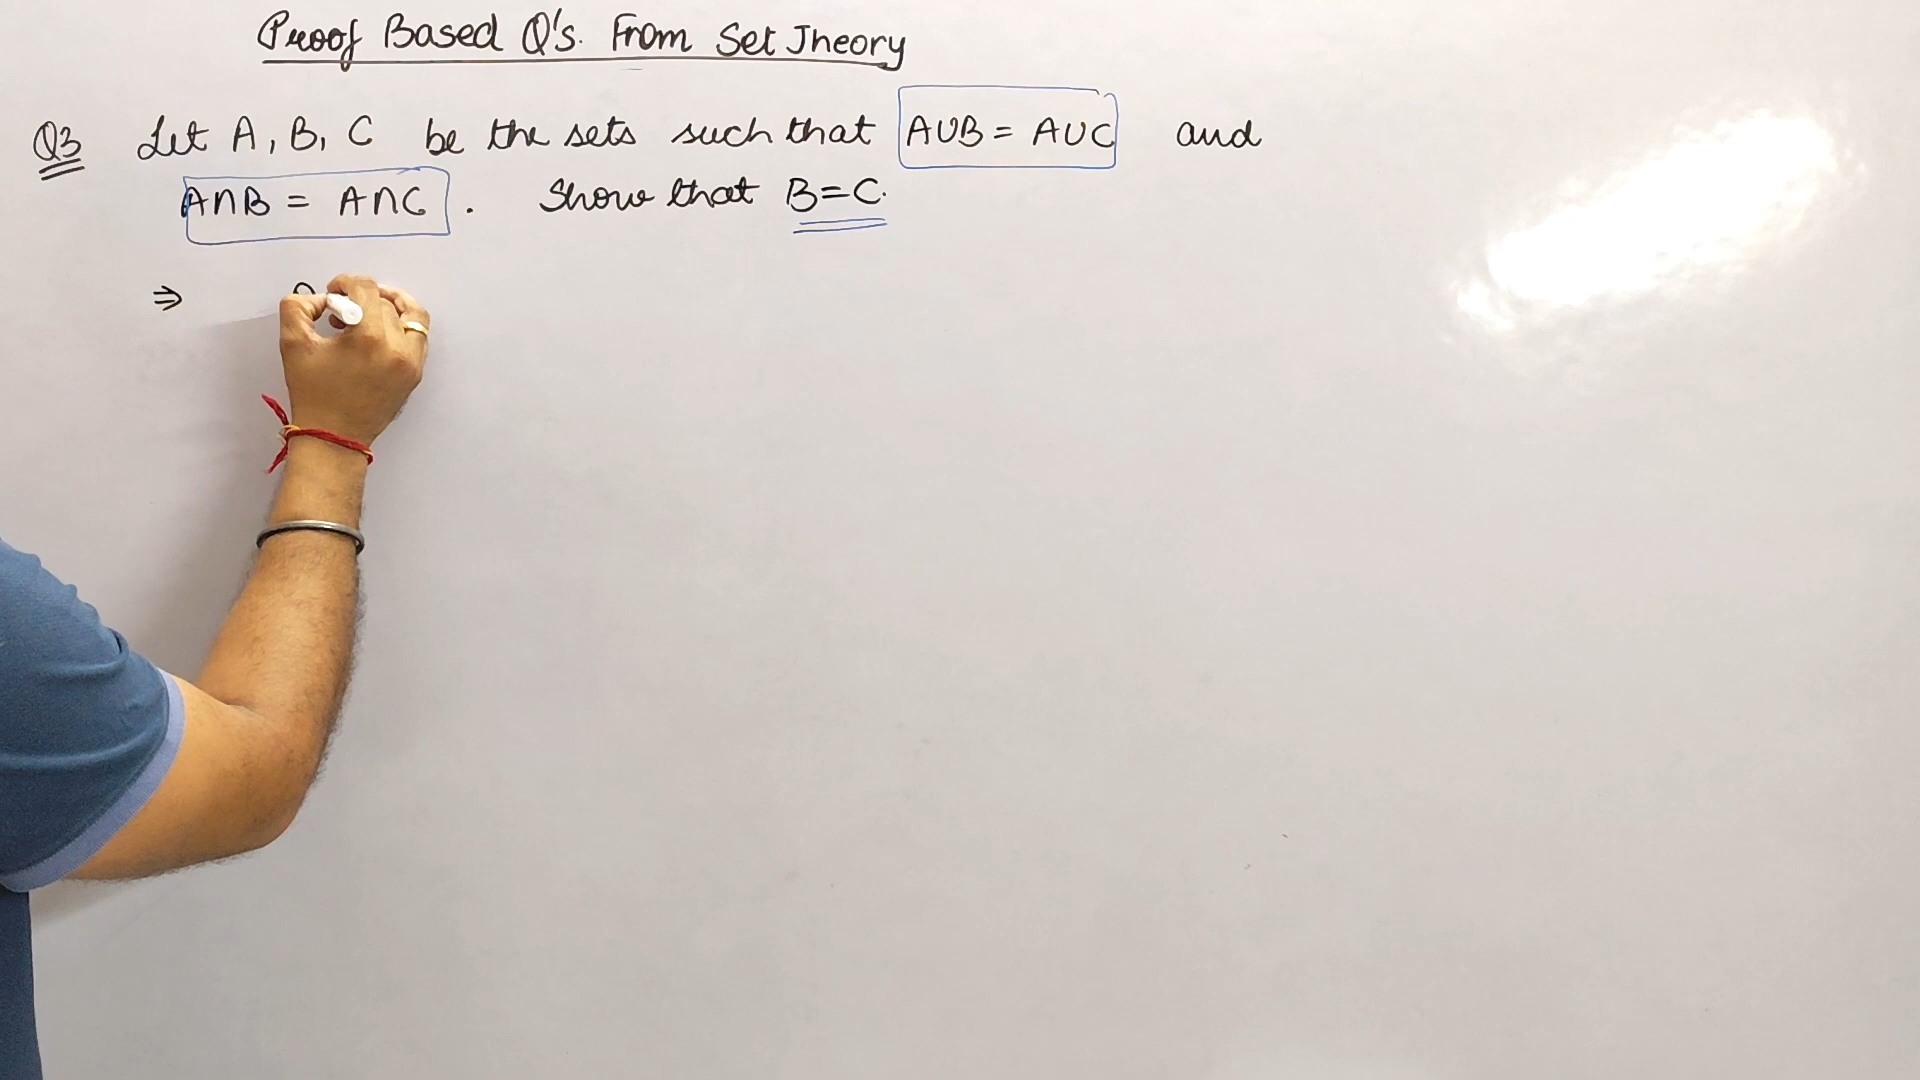 Proof Based Q's. From Set Theory
Q3 Let A, B, C be the sets such that A∪B = A∪C and
A∩B = A∩C . Show that B=C.
⇒